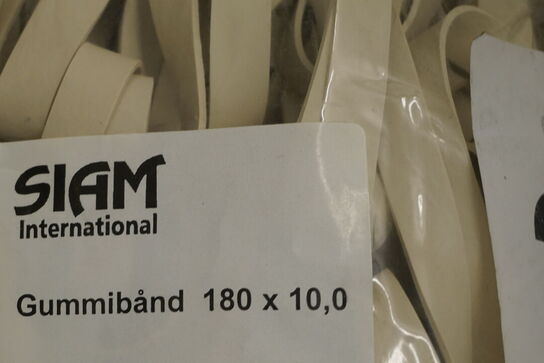 SIAM
International
Gummibånd 180 x 10,0